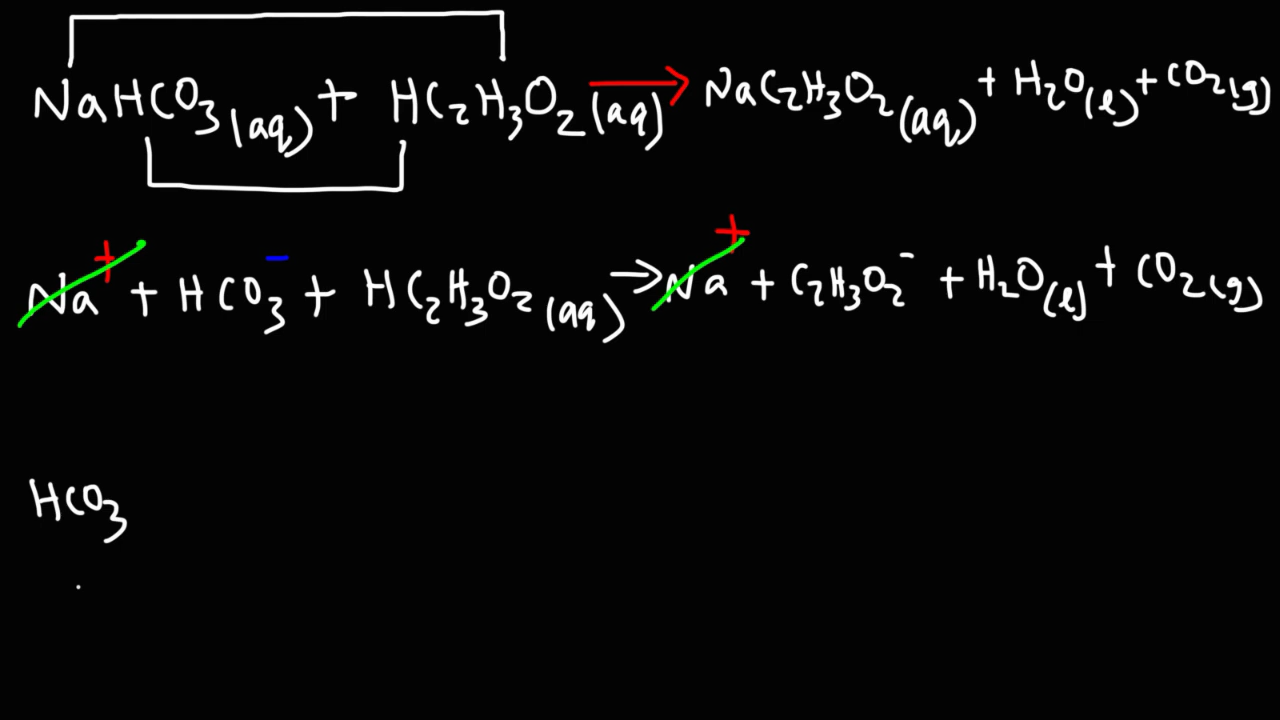 NaHCO₃(aq) + HC₂H₃O₂(aq) → NaC₂H₃O₂(aq) + H₂O(l) + CO₂(g)
Na⁺ + HCO₃⁻ + HC₂H₃O₂(aq) → Na⁺ + C₂H₃O₂⁻ + H₂O(l) + CO₂(g)
HCO₃